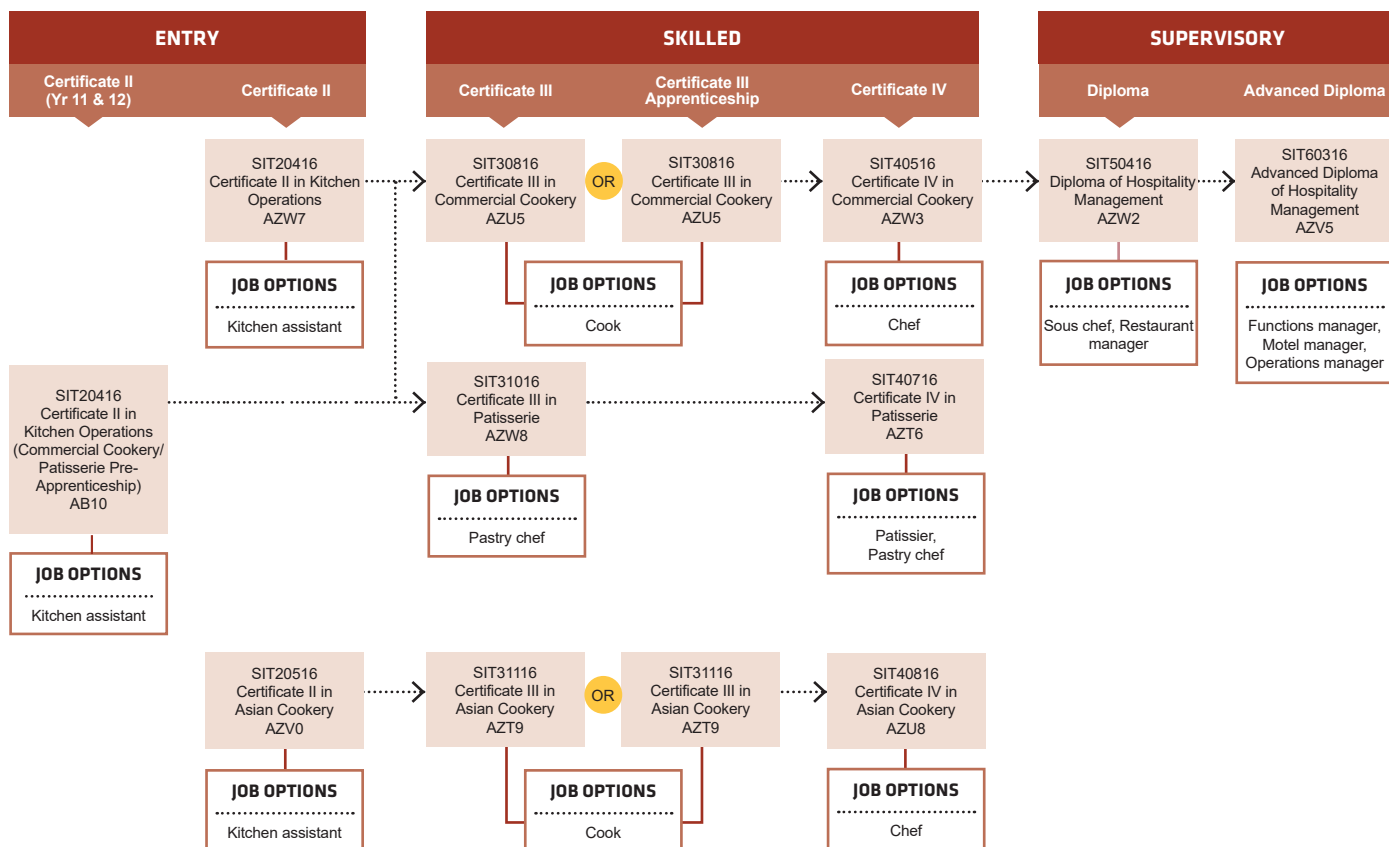 ENTRY
SKILLED
SUPERVISORY
Certificate II
(Yr 11 & 12)
Certificate II
Certificate III
Certificate III
Apprenticeship
Certificate IV
Diploma
Advanced Diploma
SIT20416
Certificate II in Kitchen
Operations
AZW7
SIT30816
Certificate III in
Commercial Cookery
AZU5
OR
SIT30816
Certificate III in
Commercial Cookery
AZU5
SIT40516
Certificate IV in
Commercial Cookery
AZW3
SIT50416
Diploma of Hospitality
Management
AZW2
SIT60316
Advanced Diploma
of Hospitality
Management
AZV5
JOB OPTIONS
Kitchen assistant
JOB OPTIONS
Cook
JOB OPTIONS
Chef
JOB OPTIONS
Sous chef, Restaurant
manager
JOB OPTIONS
Functions manager,
Motel manager,
Operations manager
SIT20416
Certificate II in
Kitchen Operations
(Commercial Cookery/
Patisserie Pre-
Apprenticeship)
AB10
SIT31016
Certificate III in
Patisserie
AZW8
SIT40716
Certificate IV in
Patisserie
AZT6
JOB OPTIONS
Kitchen assistant
JOB OPTIONS
Pastry chef
JOB OPTIONS
Patissier,
Pastry chef
SIT20516
Certificate II in
Asian Cookery
AZV0
SIT31116
Certificate III in
Asian Cookery
AZT9
OR
SIT31116
Certificate III in
Asian Cookery
AZT9
SIT40816
Certificate IV in
Asian Cookery
AZU8
JOB OPTIONS
Kitchen assistant
JOB OPTIONS
Cook
JOB OPTIONS
Chef